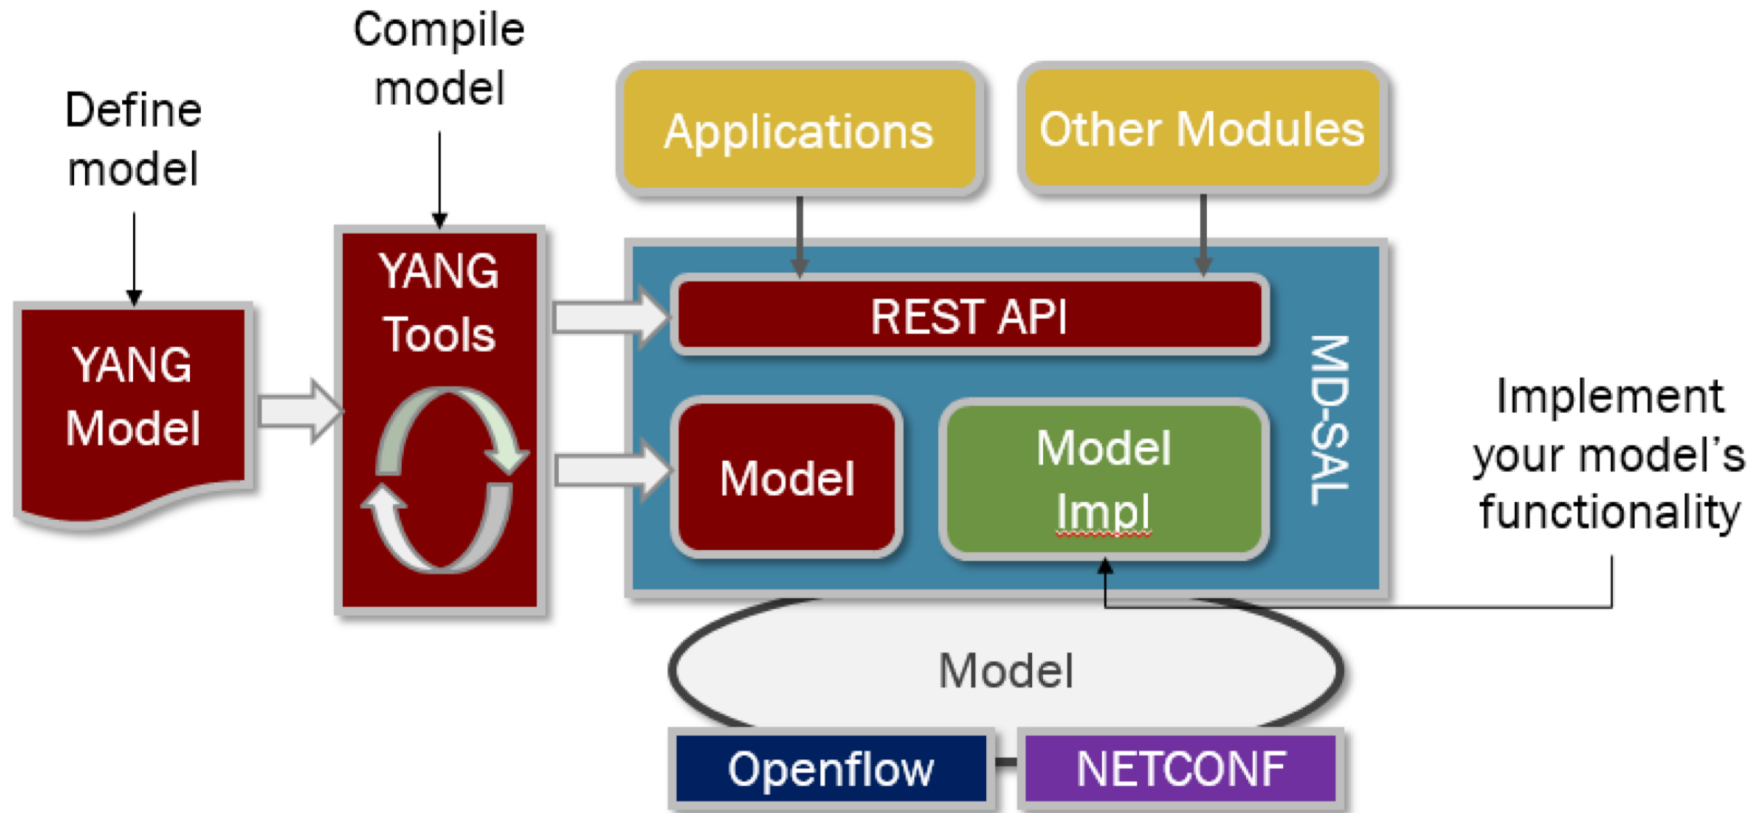 Compile
model
Define
model
Applications
Other Modules
YANG
Tools
REST API
YANG
Model
MD-SAL
Model
Model
Impl
Implement
your model's
functionality
Model
Openflow
NETCONF